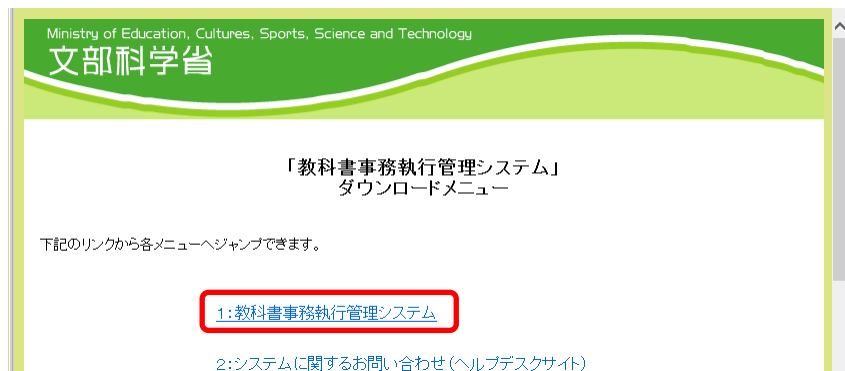 Ministry of Education, Cultures, Sports, Science and Technology
文部科学省
「教科書事務執行管理システム」
ダウンロードメニュー
下記のリンクから各メニューへジャンプできます。
1:教科書事務執行管理システム
2:システムに関するお問い合わせ(ヘルプデスクサイト)